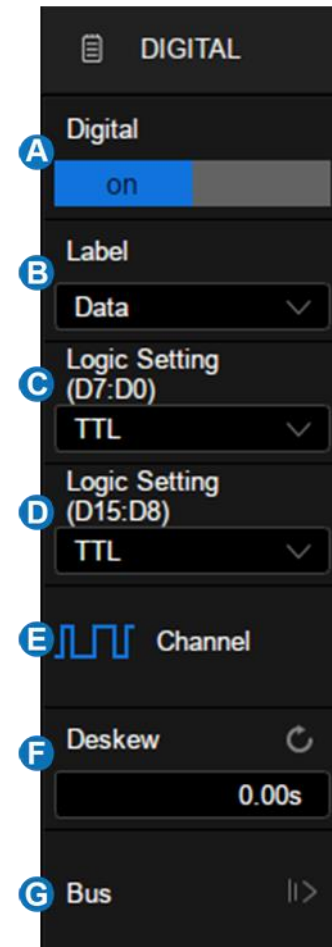 DIGITAL
Digital
A
on
Label
B
Data
Logic Setting
C
(D7:D0)
TTL
Logic Setting
D
(D15:D8)
TTL
E
Channel
Deskew
F
0.00s
G
Bus